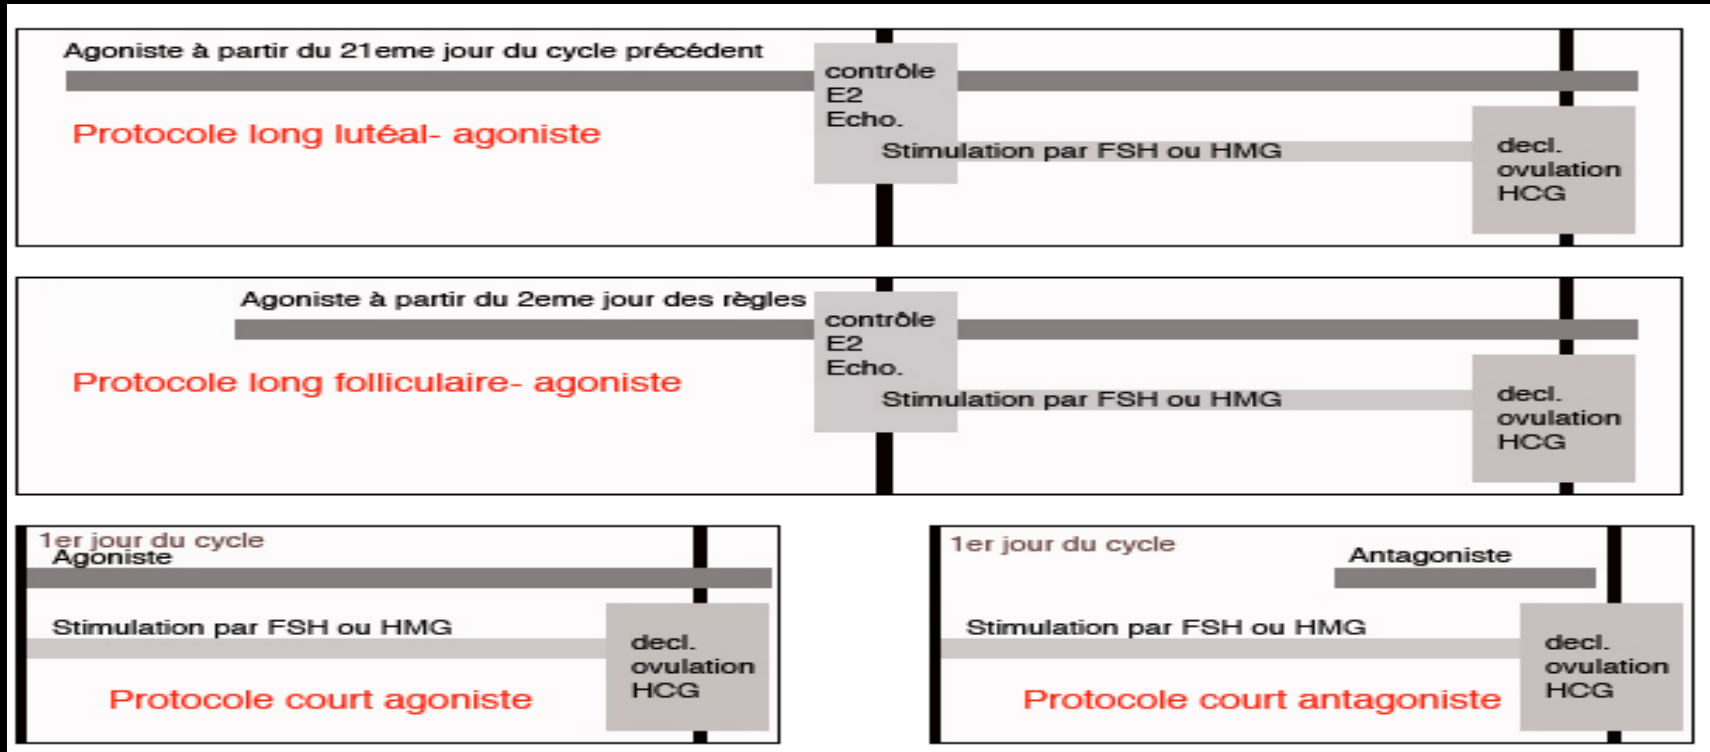 Agoniste à partir du 21eme jour du cycle précédent
contrôle
E2
Echo.
Protocole long lutéal- agoniste
Stimulation par FSH ou HMG
decl.
ovulation
HCG
Agoniste à partir du 2eme jour des règles
contrôle
E2
Echo.
Protocole long folliculaire- agoniste
Stimulation par FSH ou HMG
decl.
ovulation
HCG
1er jour du cycle
Agoniste
Stimulation par FSH ou HMG
decl.
ovulation
HCG
Protocole court agoniste
1er jour du cycle
Antagoniste
Stimulation par FSH ou HMG
decl.
ovulation
HCG
Protocole court antagoniste